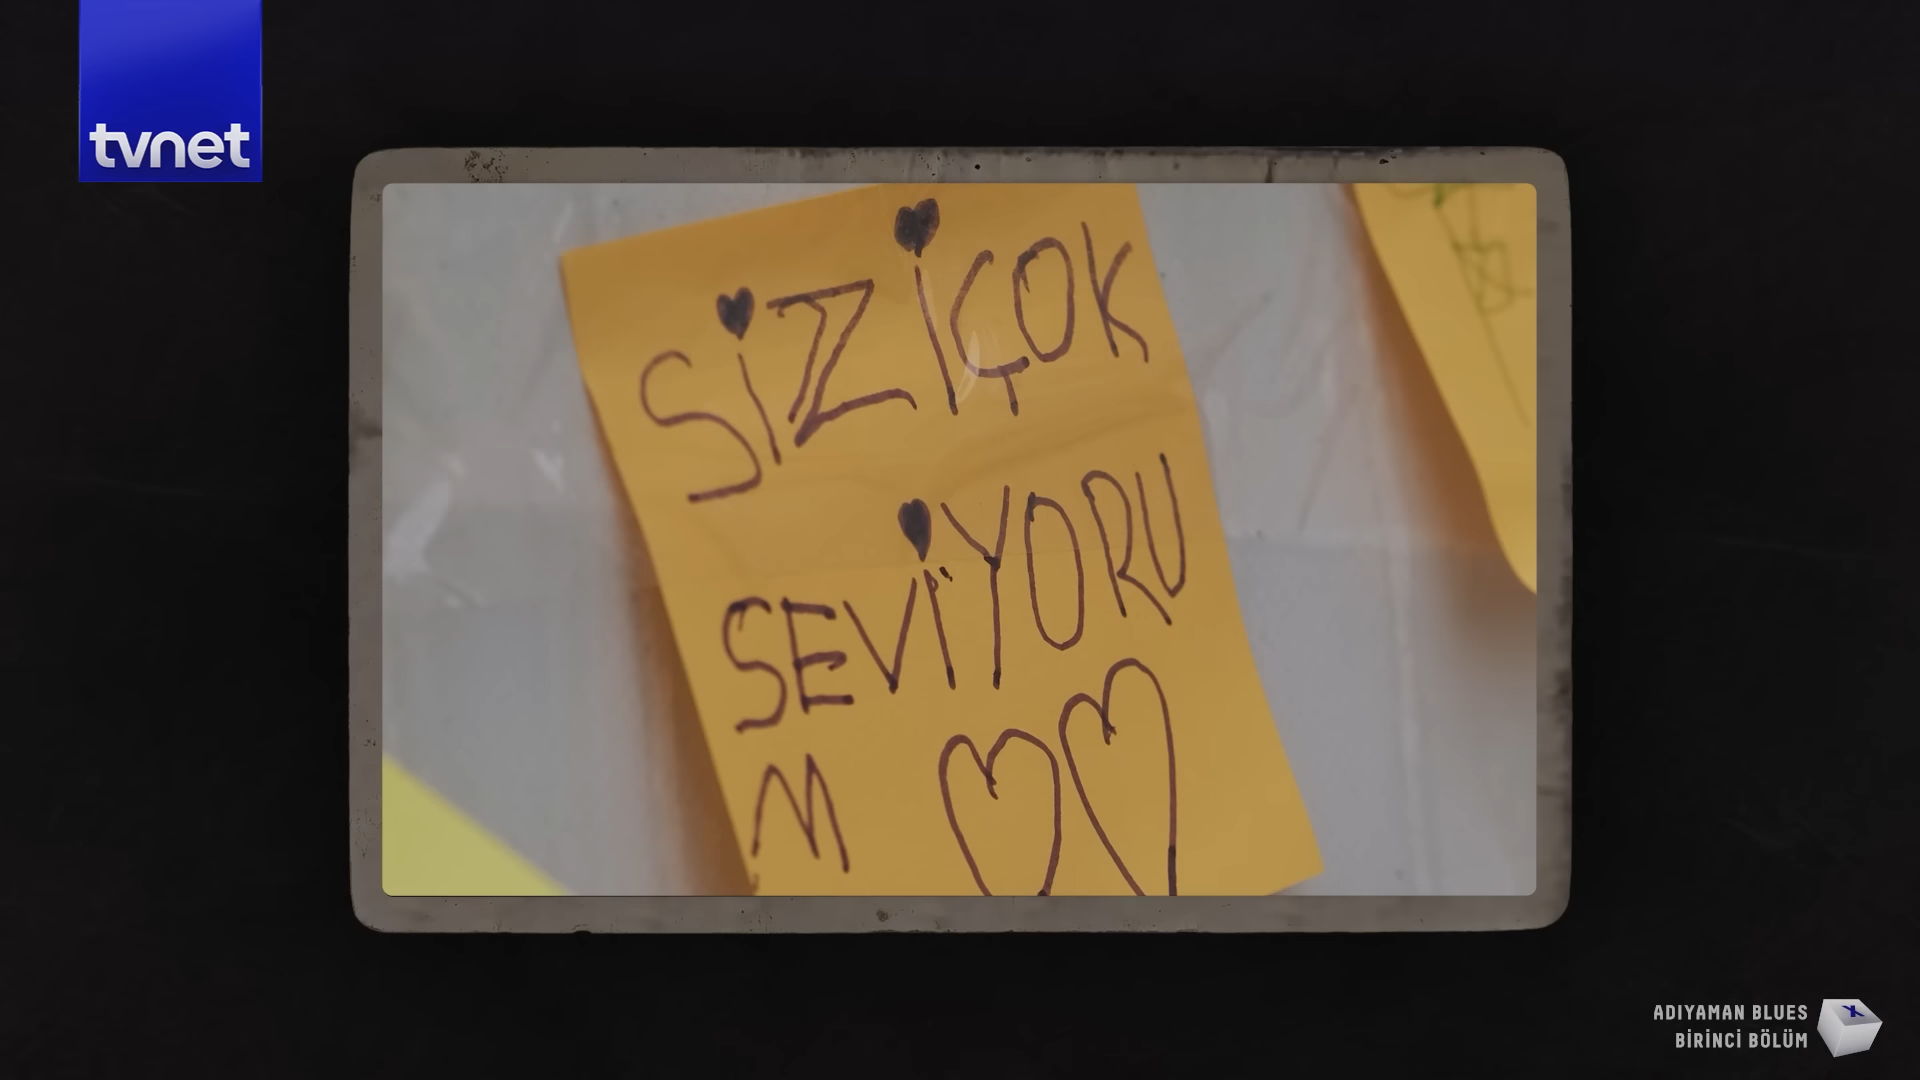 tvnet
SİZİÇOK
SEVİYORU
M
ADIYAMAN BLUES
BİRİNCİ BÖLÜM